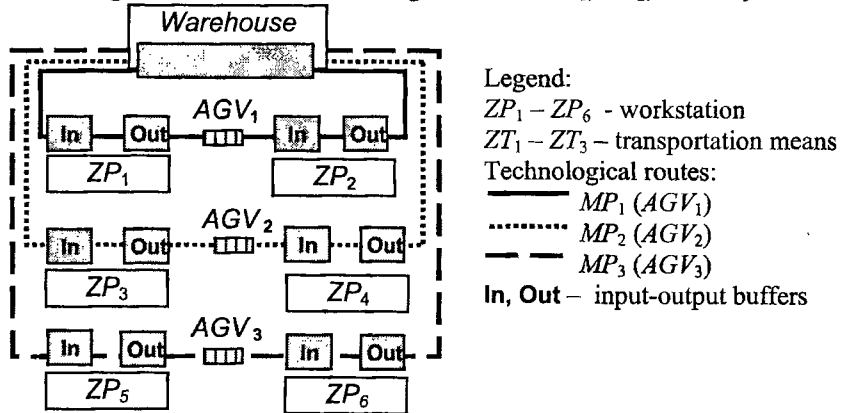 Warehouse
AGV1
In Out In Out
ZP1 ZP2
AGV2
In Out In Out
ZP3 ZP4
AGV3
In Out In Out
ZP5 ZP6
Legend:
ZP1 – ZP6 - workstation
ZT1 – ZT3 – transportation means
Technological routes:
MP1 (AGV1)
MP2 (AGV2)
MP3 (AGV3)
In, Out – input-output buffers